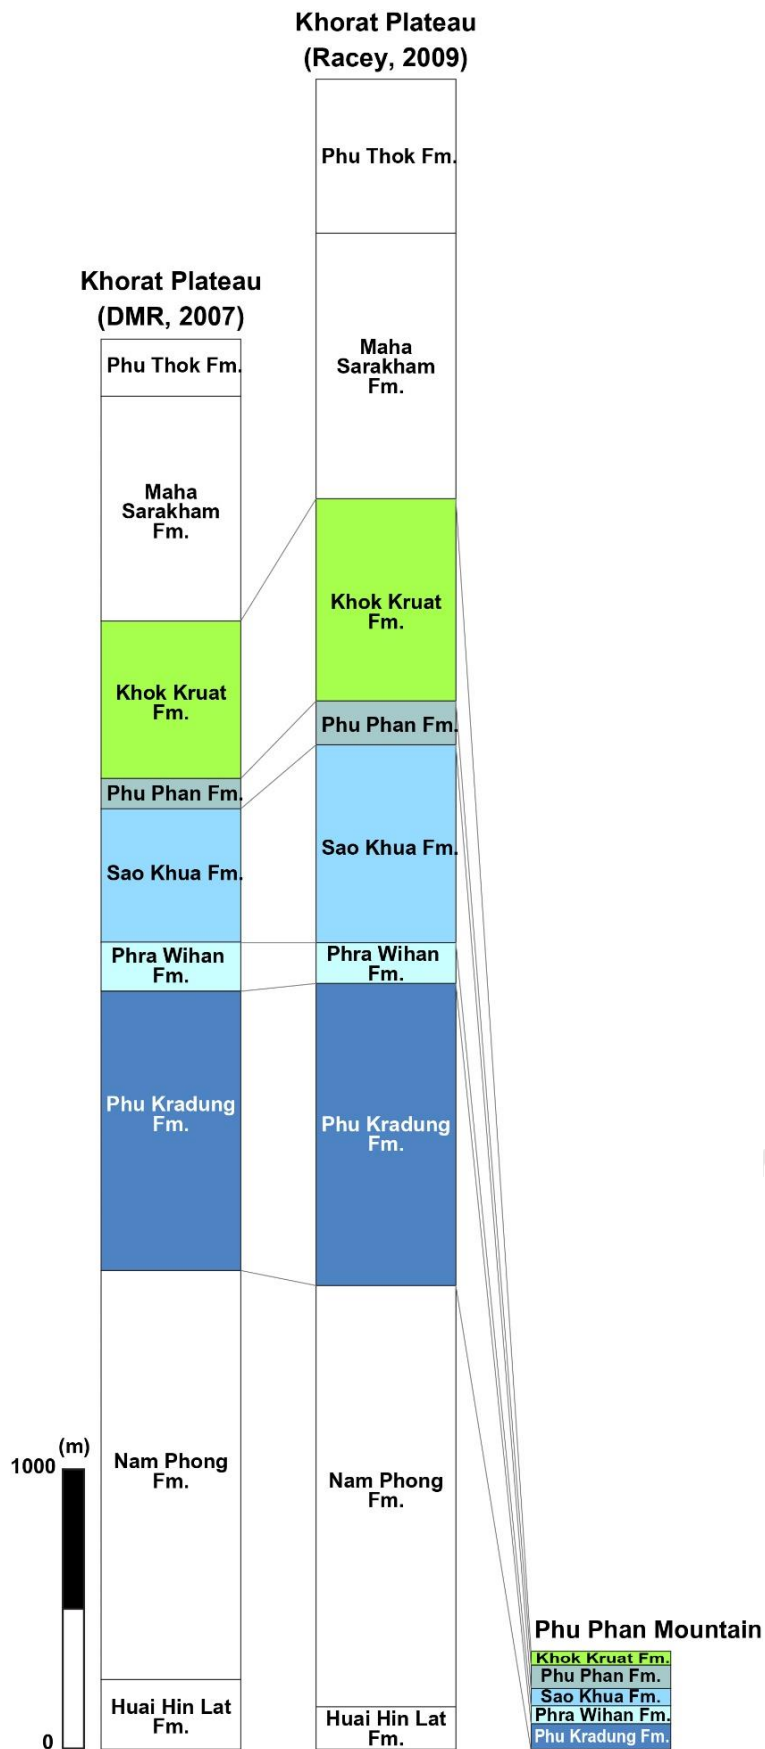 Khorat Plateau
(Racey, 2009)
Phu Thok Fm.
Maha
Sarakham
Fm.
Khok Kruat
Fm.
Phu Phan Fm.
Sao Khua Fm.
Phra Wihan
Fm.
Phu Kradung
Fm.
Nam Phong
Fm.
Huai Hin Lat
Fm.
Khorat Plateau
(DMR, 2007)
Phu Thok Fm.
Maha
Sarakham
Fm.
Khok Kruat
Fm.
Phu Phan Fm.
Sao Khua Fm.
Phra Wihan
Fm.
Phu Kradung
Fm.
Nam Phong
Fm.
Huai Hin Lat
Fm.
(m)
1000
0
Phu Phan Mountain
Khok Kruat Fm.
Phu Phan Fm.
Sao Khua Fm.
Phra Wihan Fm.
Phu Kradung Fm.